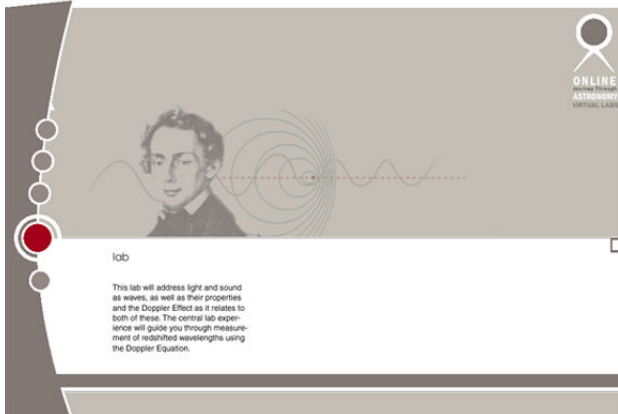 ONLINE
Journey Through
ASTRONOMY
VIRTUAL LABS
lab
This lab will address light and sound
as waves, as well as their properties
and the Doppler Effect as it relates to
both of these. The central lab exper-
ience will guide you through measure-
ment of redshifted wavelengths using
the Doppler Equation.